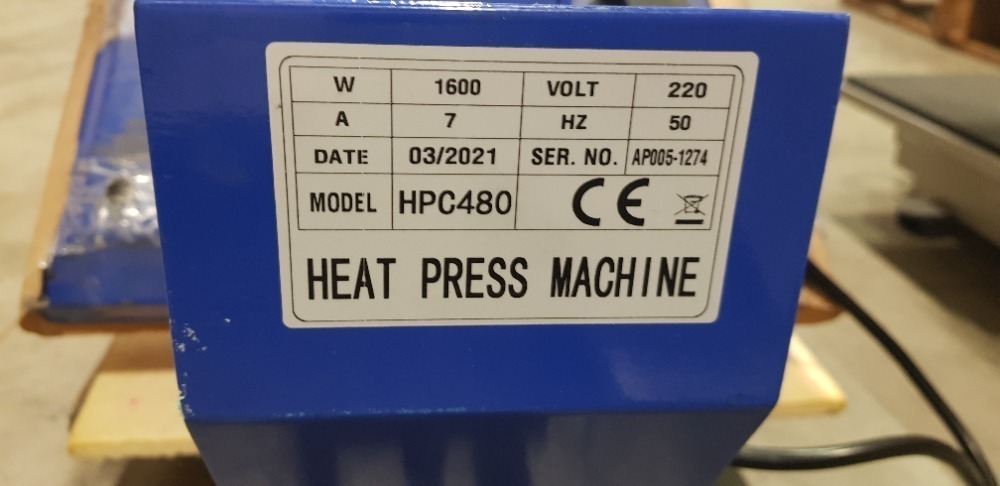 W 1600 VOLT 220
A 7 HZ 50
DATE 03/2021 SER. NO. AP005-1274
MODEL HPC480 CE
HEAT PRESS MACHINE